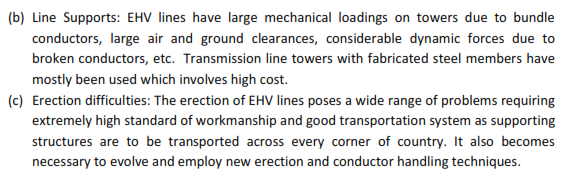 (b) Line Supports: EHV lines have large mechanical loadings on towers due to bundle
conductors, large air and ground clearances, considerable dynamic forces due to
broken conductors, etc. Transmission line towers with fabricated steel members have
mostly been used which involves high cost.
(c) Erection difficulties: The erection of EHV lines poses a wide range of problems requiring
extremely high standard of workmanship and good transportation system as supporting
structures are to be transported across every corner of country. It also becomes
necessary to evolve and employ new erection and conductor handling techniques.